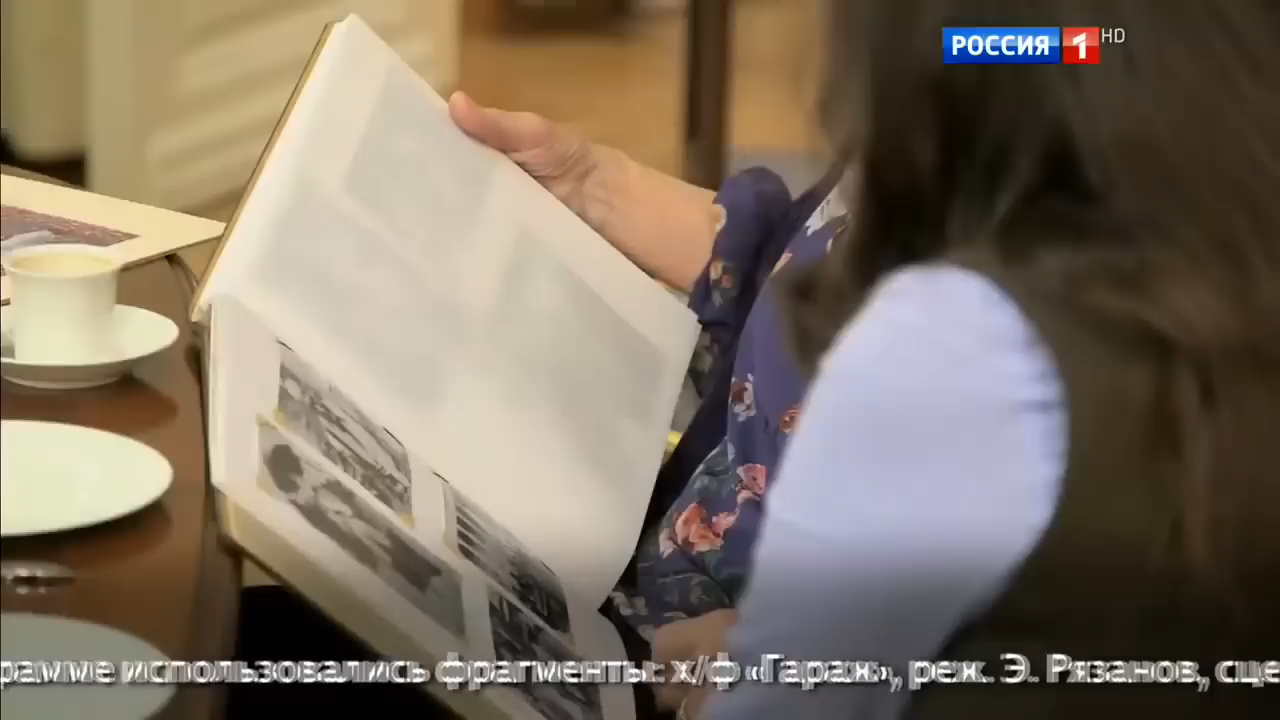 РОССИЯ 1 HD
рамме использовались фрагменты: х/ф «Гараж», реж. Э. Рязанов, сце